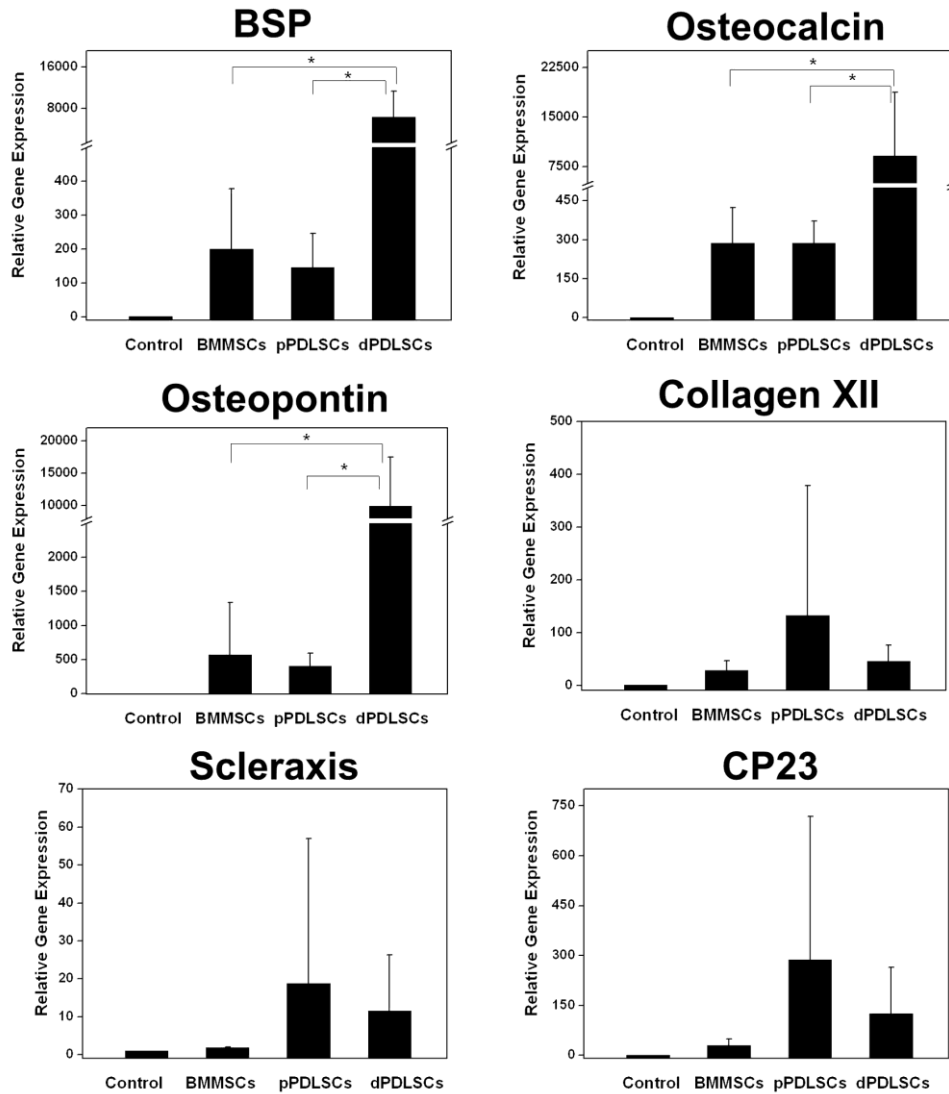 BSP
Relative Gene Expression
16000
8000
400
300
200
100
0
*
*
Control BMMSCs pPDLSCs dPDLSCs
Osteocalcin
Relative Gene Expression
22500
15000
7500
450
300
150
0
*
*
Control BMMSCs pPDLSCs dPDLSCs
Osteopontin
Relative Gene Expression
20000
15000
10000
2000
1500
1000
500
0
*
*
Control BMMSCs pPDLSCs dPDLSCs
Collagen XII
Relative Gene Expression
500
400
300
200
100
0
Control BMMSCs pPDLSCs dPDLSCs
Scleraxis
Relative Gene Expression
70
60
50
40
30
20
10
0
Control BMMSCs pPDLSCs dPDLSCs
CP23
Relative Gene Expression
750
600
450
300
150
0
Control BMMSCs pPDLSCs dPDLSCs